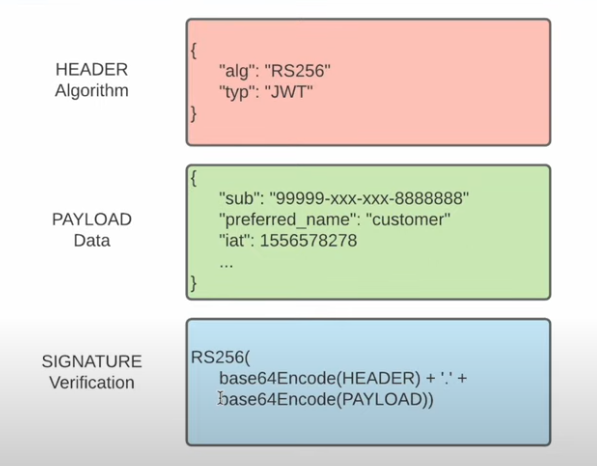 HEADER
Algorithm
{
"alg": "RS256"
"typ": "JWT"
}
PAYLOAD
Data
{
"sub": "99999-xxx-xxx-8888888"
"preferred_name": "customer"
"iat": 1556578278
...
}
SIGNATURE
Verification
RS256(
base64Encode(HEADER) + '.' +
base64Encode(PAYLOAD))